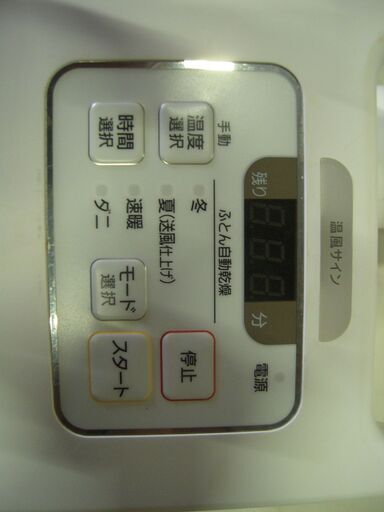 温風サイン
残り 888 分
電源
手動
温度選択
時間選択
ふとん自動乾燥
冬
夏(送風仕上げ)
速暖
ダニ
モード選択
停止
スタート